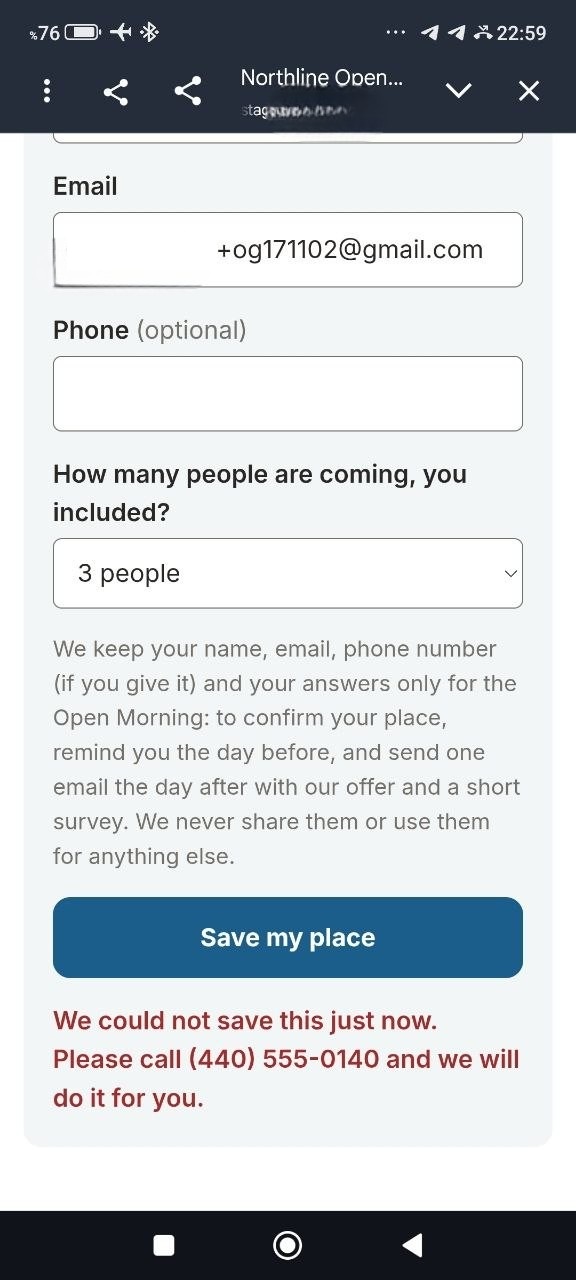 %76
22:59
Northline Open...
Email
+og171102@gmail.com
Phone (optional)
How many people are coming, you
included?
3 people
We keep your name, email, phone number
(if you give it) and your answers only for the
Open Morning: to confirm your place,
remind you the day before, and send one
email the day after with our offer and a short
survey. We never share them or use them
for anything else.
Save my place
We could not save this just now.
Please call (440) 555-0140 and we will
do it for you.